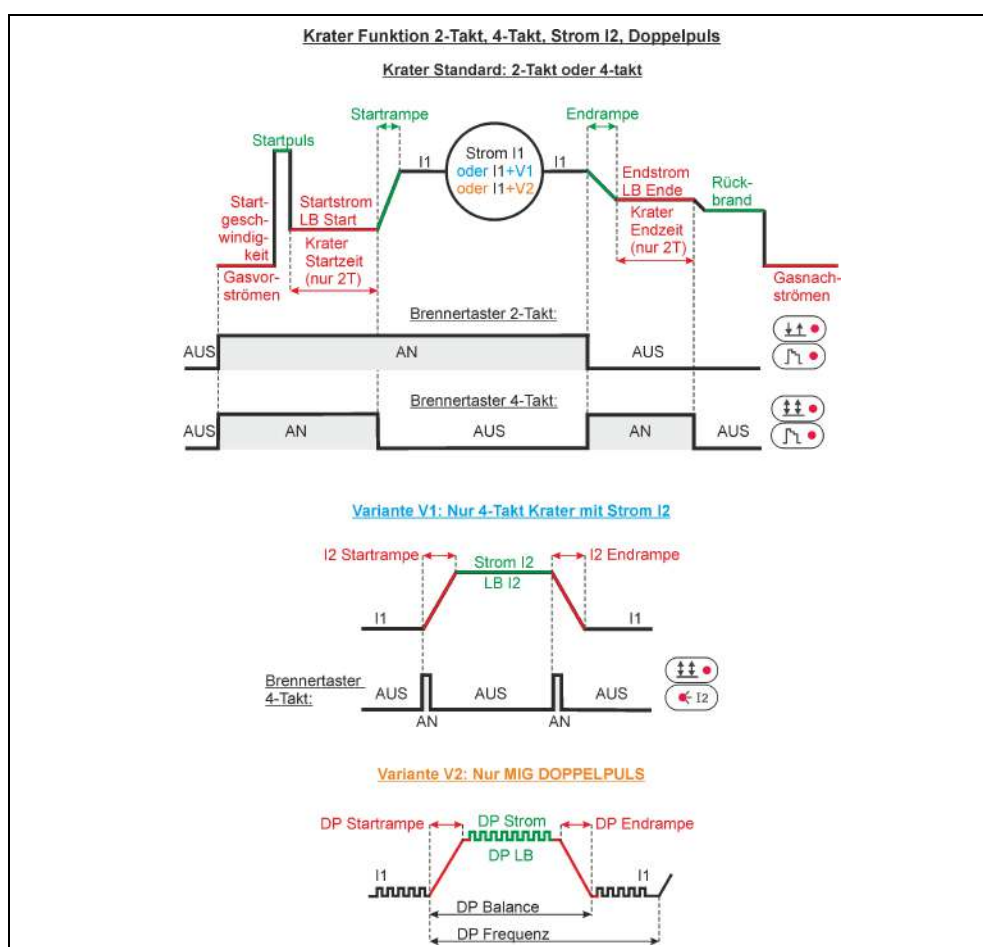 Krater Funktion 2-Takt, 4-Takt, Strom I2, Doppelpuls
Krater Standard: 2-Takt oder 4-takt
Startrampe
Endrampe
Startpuls
I1
Strom I1
oder I1+V1
oder I1+V2
I1
Start-
gesch-
windig-
keit
Startstrom
LB Start
Endstrom
LB Ende
Rück-
brand
Krater
Startzeit
(nur 2T)
Krater
Endzeit
(nur 2T)
Gasvor-
strömen
Gasnach-
strömen
Brennertaster 2-Takt:
AUS
AN
AUS
Brennertaster 4-Takt:
AUS
AN
AUS
AN
AUS
Variante V1: Nur 4-Takt Krater mit Strom I2
I2 Startrampe
Strom I2
LB I2
I2 Endrampe
I1
I1
Brennertaster
4-Takt:
AUS
AUS
AUS
AN
AN
I2
Variante V2: Nur MIG DOPPELPULS
DP Startrampe
DP Strom
DP LB
DP Endrampe
I1
I1
DP Balance
DP Frequenz